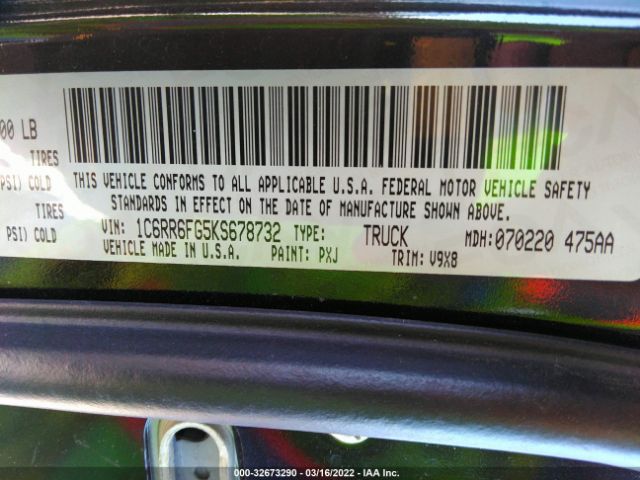 00 LB
TIRES
PSI) COLD
TIRES
PSI) COLD
THIS VEHICLE CONFORMS TO ALL APPLICABLE U.S.A. FEDERAL MOTOR VEHICLE SAFETY
STANDARDS IN EFFECT ON THE DATE OF MANUFACTURE SHOWN ABOVE.
VIN: 1C6RR6FG5KS678732 TYPE: TRUCK MDH: 070220 475AA
VEHICLE MADE IN U.S.A. PAINT: PXJ TRIM: V9X8
000-32673290 - 03/16/2022 - IAA Inc.